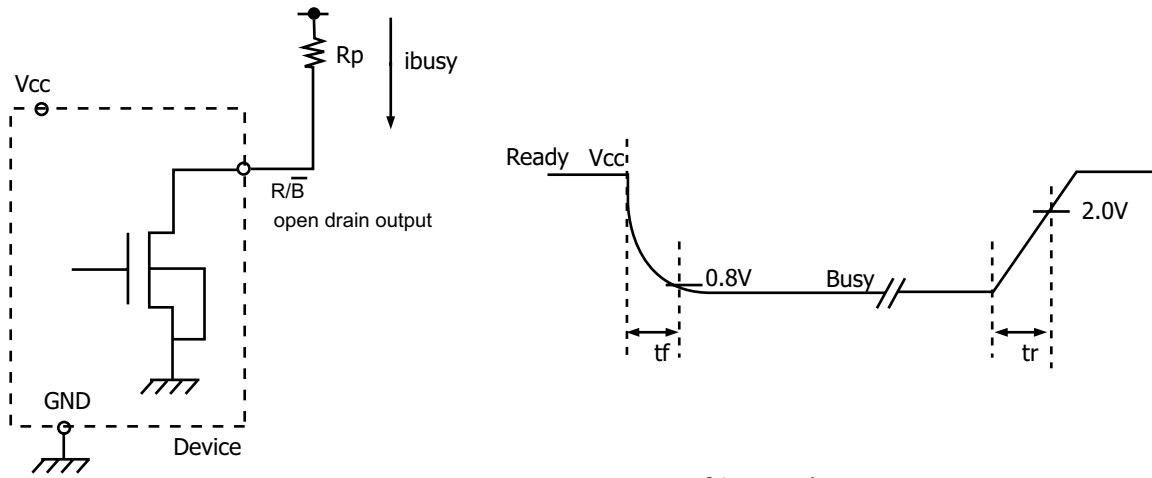 Rp
ibusy
Vcc
R/B̅
open drain output
GND
Device
Ready Vcc
2.0V
0.8V
Busy
tf
tr